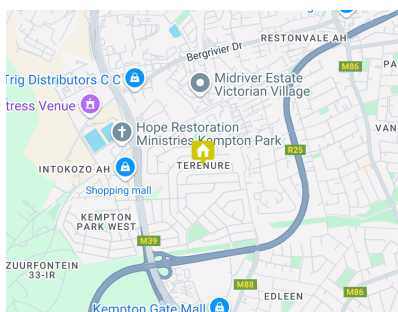 RESTONVALE AH
Bergrivier Dr
M86
Trig Distributors C C
Midriver Estate
Victorian Village
PA
tress Venue
Hope Restoration
Ministries Kempton Park
VAN
R25
INTOKOZO AH
TERENURE
Shopping mall
KEMPTON
PARK WEST
M39
ZUURFONTEIN
33-IR
M88
EDLEEN
M86
Kempton Gate Mall